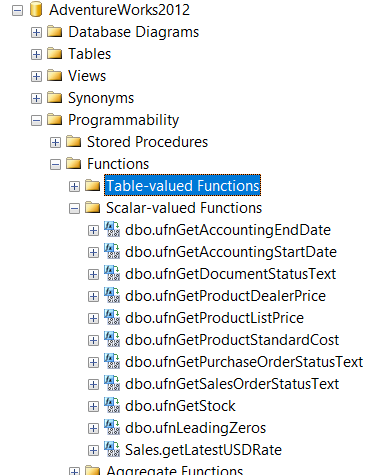 AdventureWorks2012
Database Diagrams
Tables
Views
Synonyms
Programmability
Stored Procedures
Functions
Table-valued Functions
Scalar-valued Functions
dbo.ufnGetAccountingEndDate
dbo.ufnGetAccountingStartDate
dbo.ufnGetDocumentStatusText
dbo.ufnGetProductDealerPrice
dbo.ufnGetProductListPrice
dbo.ufnGetProductStandardCost
dbo.ufnGetPurchaseOrderStatusText
dbo.ufnGetSalesOrderStatusText
dbo.ufnGetStock
dbo.ufnLeadingZeros
Sales.getLatestUSDRate
Aggregate Functions